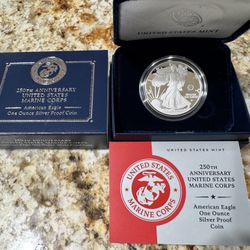 UNITED STATES MINT
250TH ANNIVERSARY
UNITED STATES
MARINE CORPS
American Eagle
One Ounce Silver Proof
Coin
UNITED STATES
MARINE CORPS
UNITED STATES MINT
250TH
ANNIVERSARY
UNITED STATES
MARINE CORPS
American Eagle
One Ounce
Silver Proof
Coin